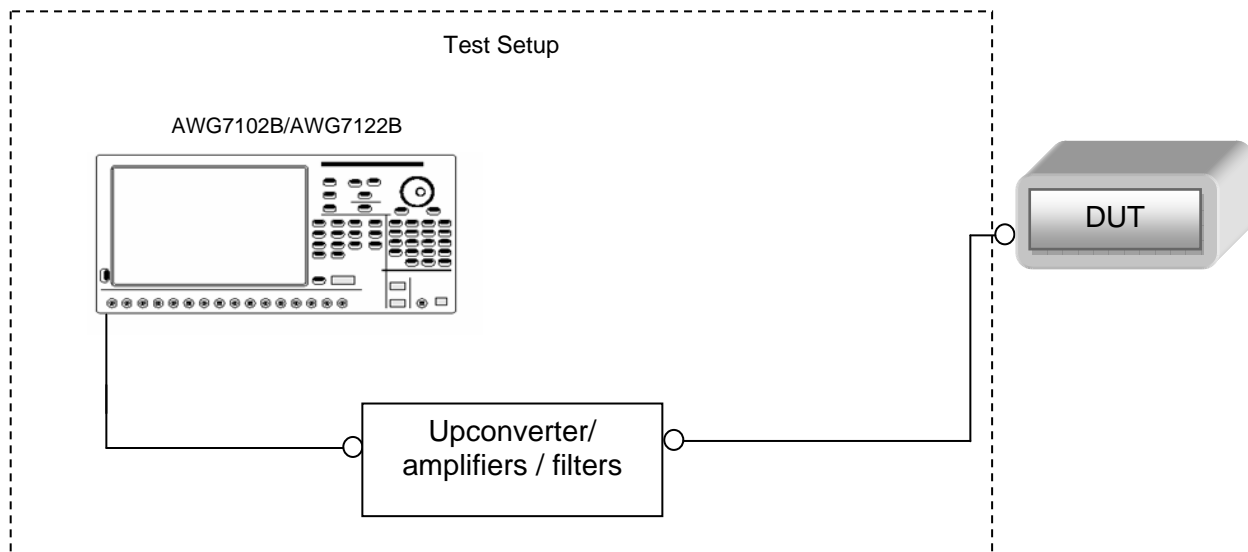 Test Setup
AWG7102B/AWG7122B
DUT
Upconverter/
amplifiers / filters